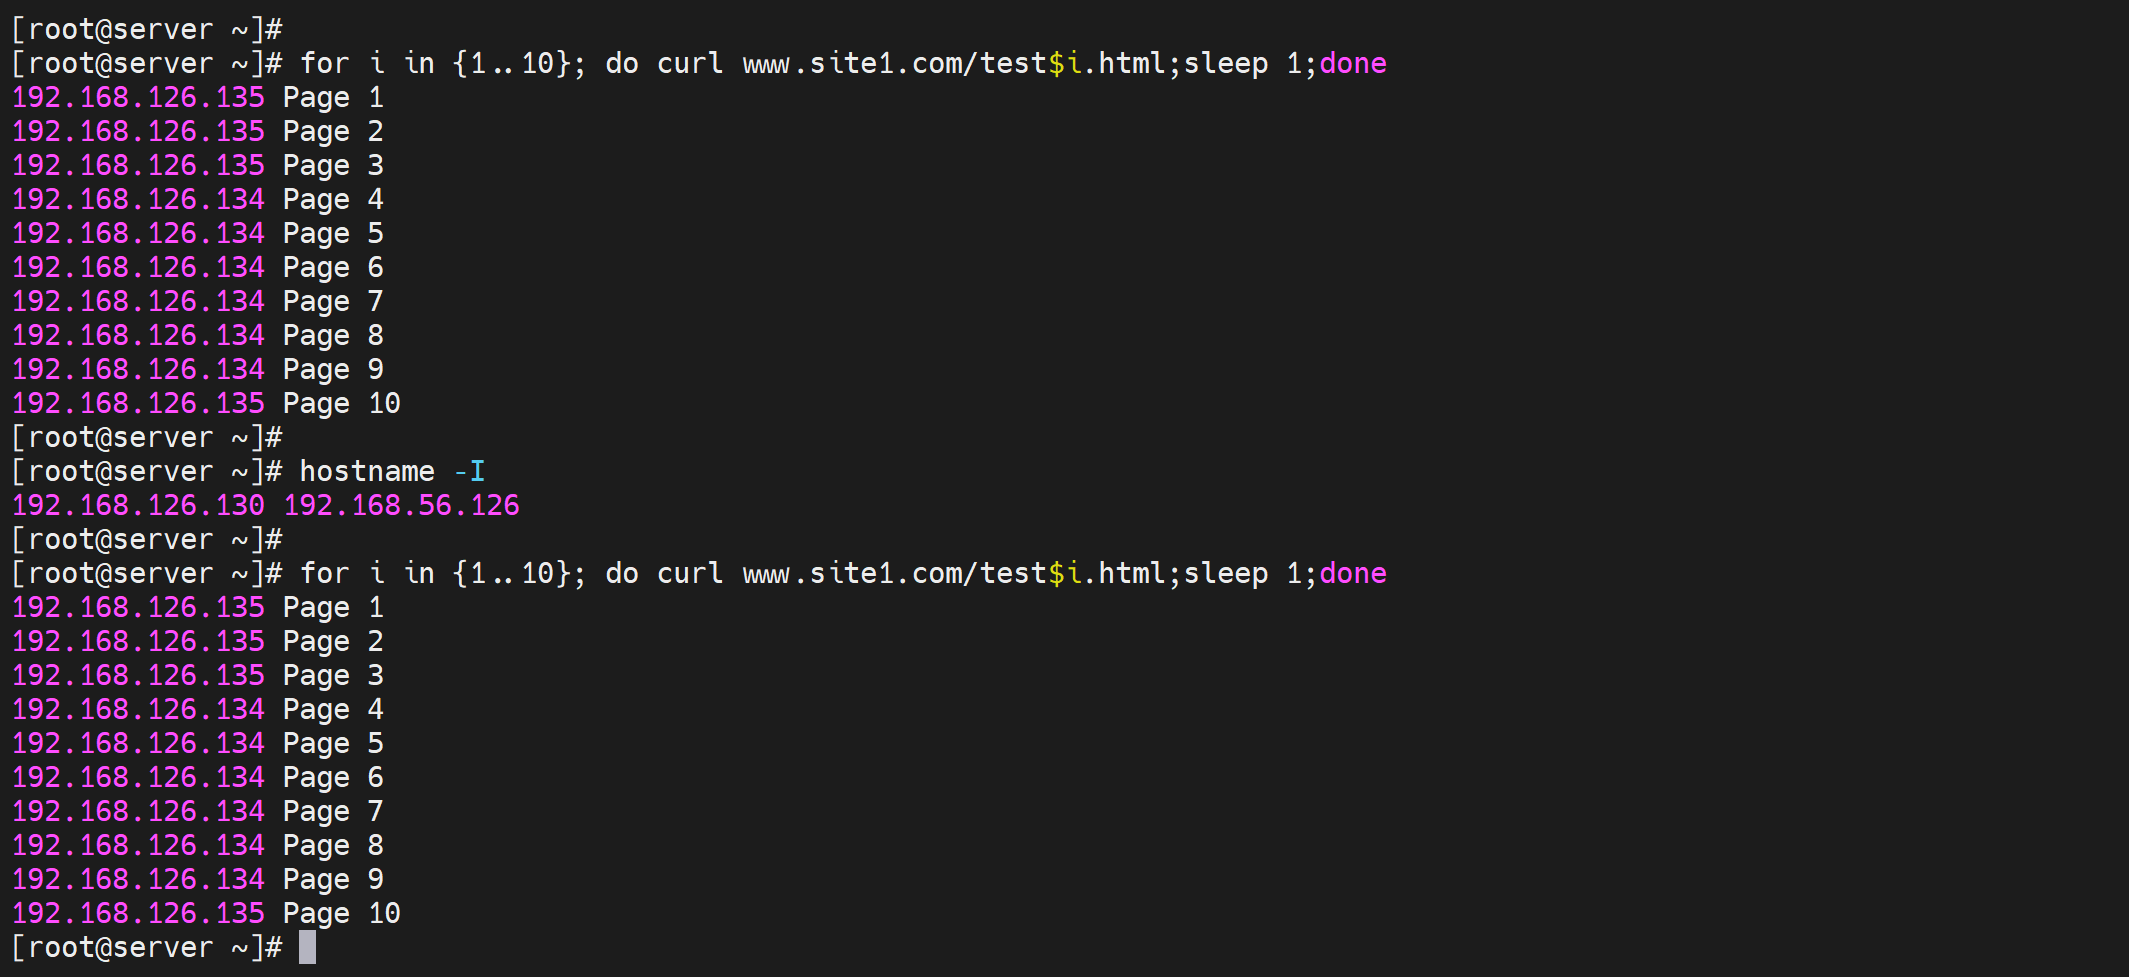 [root@server ~]#
[root@server ~]# for i in {1..10}; do curl www.site1.com/test$i.html;sleep 1;done
192.168.126.135 Page 1
192.168.126.135 Page 2
192.168.126.135 Page 3
192.168.126.134 Page 4
192.168.126.134 Page 5
192.168.126.134 Page 6
192.168.126.134 Page 7
192.168.126.134 Page 8
192.168.126.134 Page 9
192.168.126.135 Page 10
[root@server ~]#
[root@server ~]# hostname -I
192.168.126.130 192.168.56.126
[root@server ~]#
[root@server ~]# for i in {1..10}; do curl www.site1.com/test$i.html;sleep 1;done
192.168.126.135 Page 1
192.168.126.135 Page 2
192.168.126.135 Page 3
192.168.126.134 Page 4
192.168.126.134 Page 5
192.168.126.134 Page 6
192.168.126.134 Page 7
192.168.126.134 Page 8
192.168.126.134 Page 9
192.168.126.135 Page 10
[root@server ~]#